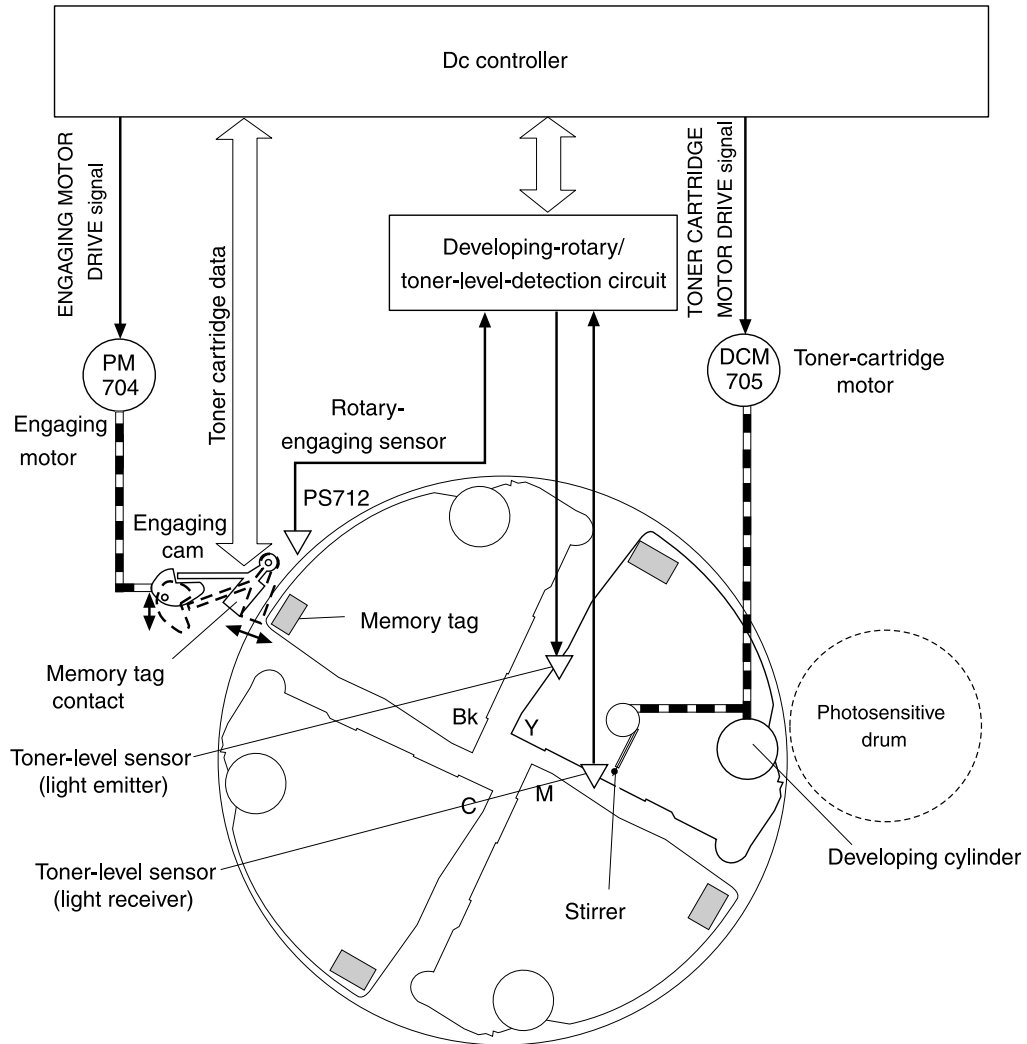 Dc controller
ENGAGING MOTOR
DRIVE signal
Toner cartridge data
Developing-rotary/
toner-level-detection circuit
TONER CARTRIDGE
MOTOR DRIVE signal
PM
704
DCM
705
Toner-cartridge
motor
Engaging
motor
Rotary-
engaging sensor
PS712
Engaging
cam
Memory tag
Memory tag
contact
Bk
Y
Photosensitive
drum
Toner-level sensor
(light emitter)
C
M
Toner-level sensor
(light receiver)
Stirrer
Developing cylinder